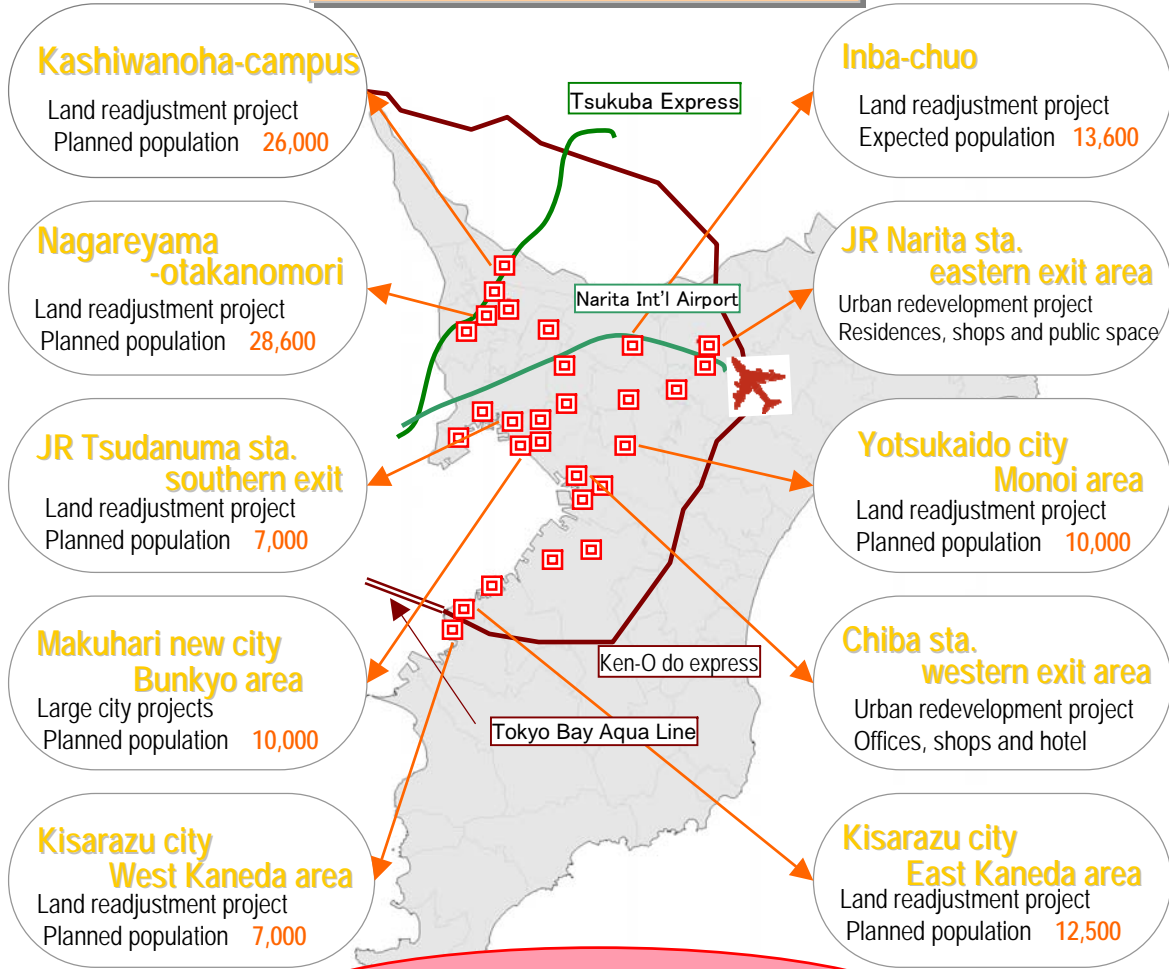 Kashiwanoha-campus
Land readjustment project
Planned population 26,000
Nagareyama
-otakanomori
Land readjustment project
Planned population 28,600
JR Tsudanuma sta.
southern exit
Land readjustment project
Planned population 7,000
Makuhari new city
Bunkyo area
Large city projects
Planned population 10,000
Kisarazu city
West Kaneda area
Land readjustment project
Planned population 7,000
Tsukuba Express
Narita Int'l Airport
Ken-O do express
Tokyo Bay Aqua Line
Inba-chuo
Land readjustment project
Expected population 13,600
JR Narita sta.
eastern exit area
Urban redevelopment project
Residences, shops and public space
Yotsukaido city
Monoi area
Land readjustment project
Planned population 10,000
Chiba sta.
western exit area
Urban redevelopment project
Offices, shops and hotel
Kisarazu city
East Kaneda area
Land readjustment project
Planned population 12,500